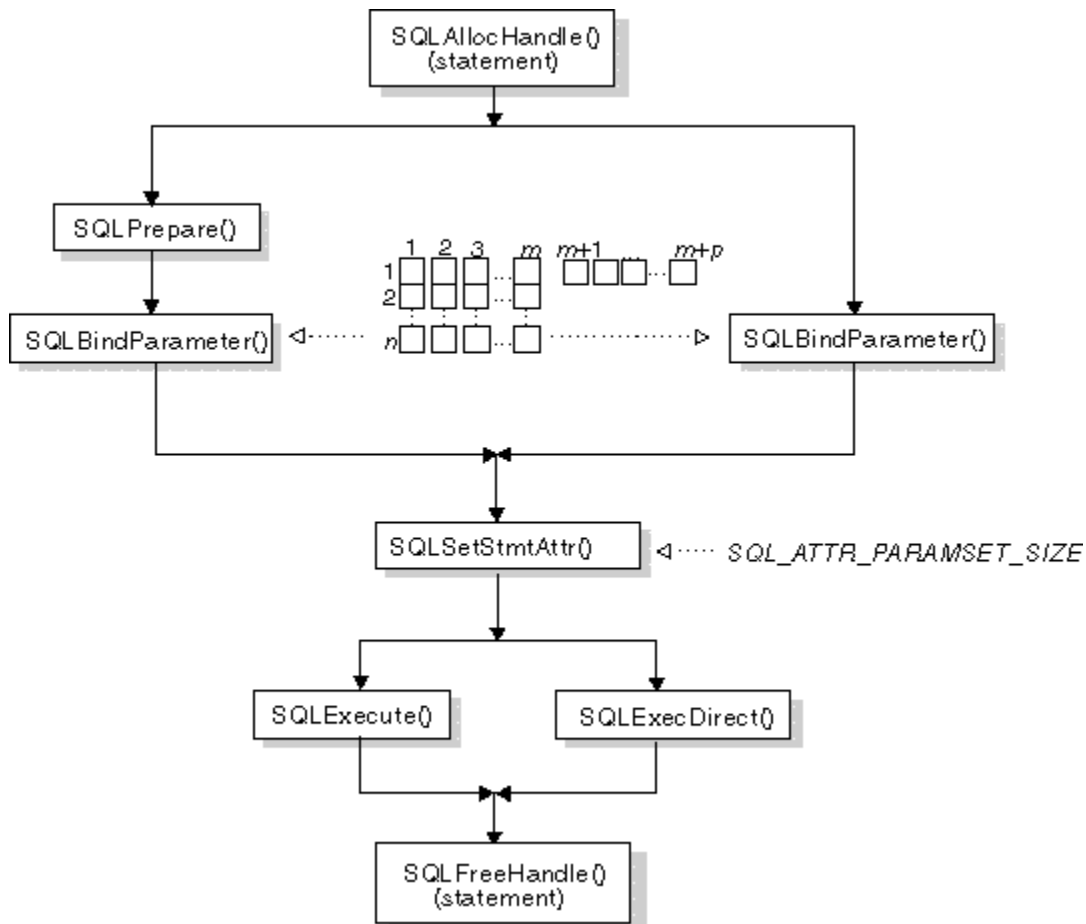 SQLAllocHandle()
(statement)
SQLPrepare()
1 2 3 m m+1 ... m+p
1
2
n
SQLBindParameter()
SQLBindParameter()
SQLSetStmtAttr()
SQL_ATTR_PARAMSET_SIZE
SQLExecute()
SQLExecDirect()
SQLFreeHandle()
(statement)